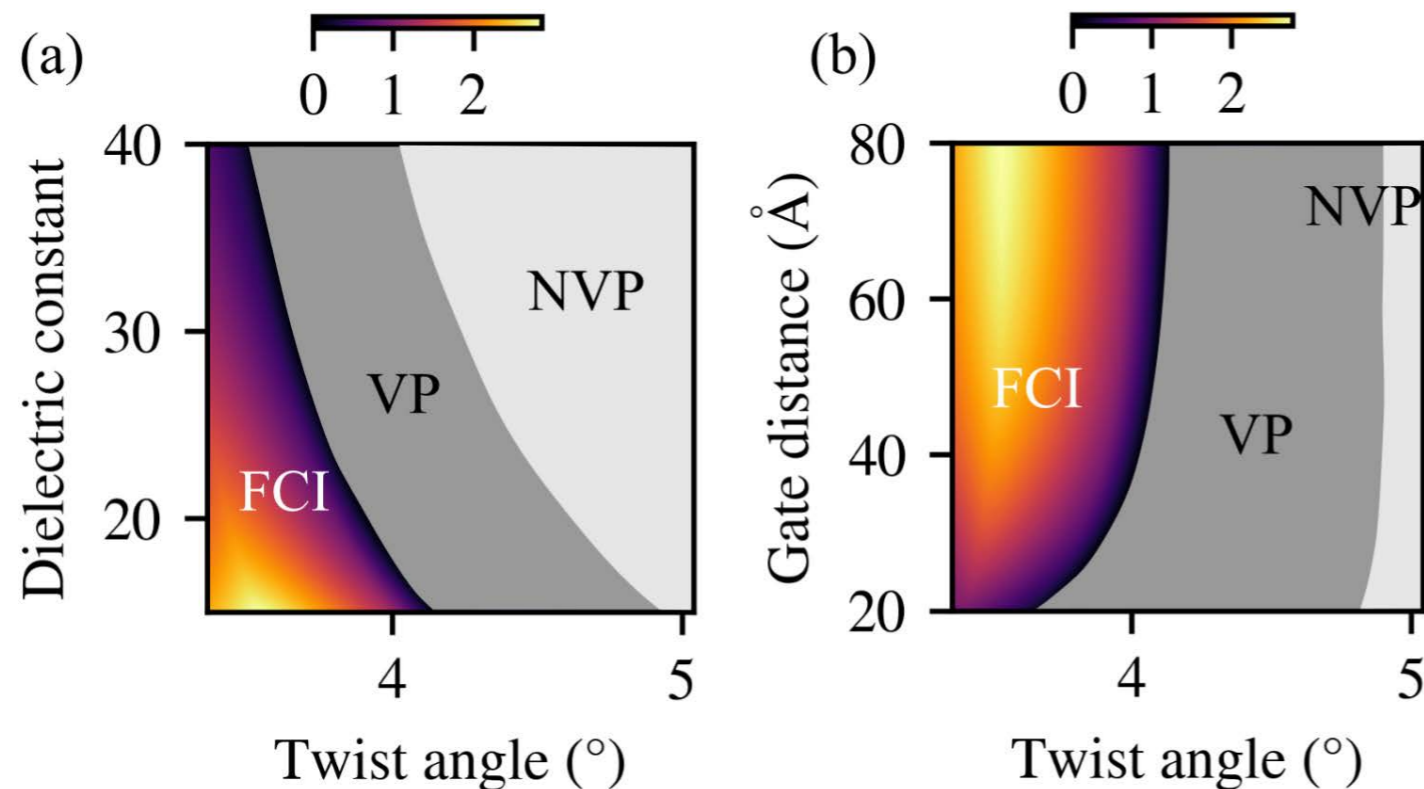 (a)
0 1 2
Dielectric constant
40
30
20
NVP
VP
FCI
4 5
Twist angle (°)
(b)
0 1 2
Gate distance (Å)
80
60
40
20
NVP
FCI
VP
4 5
Twist angle (°)